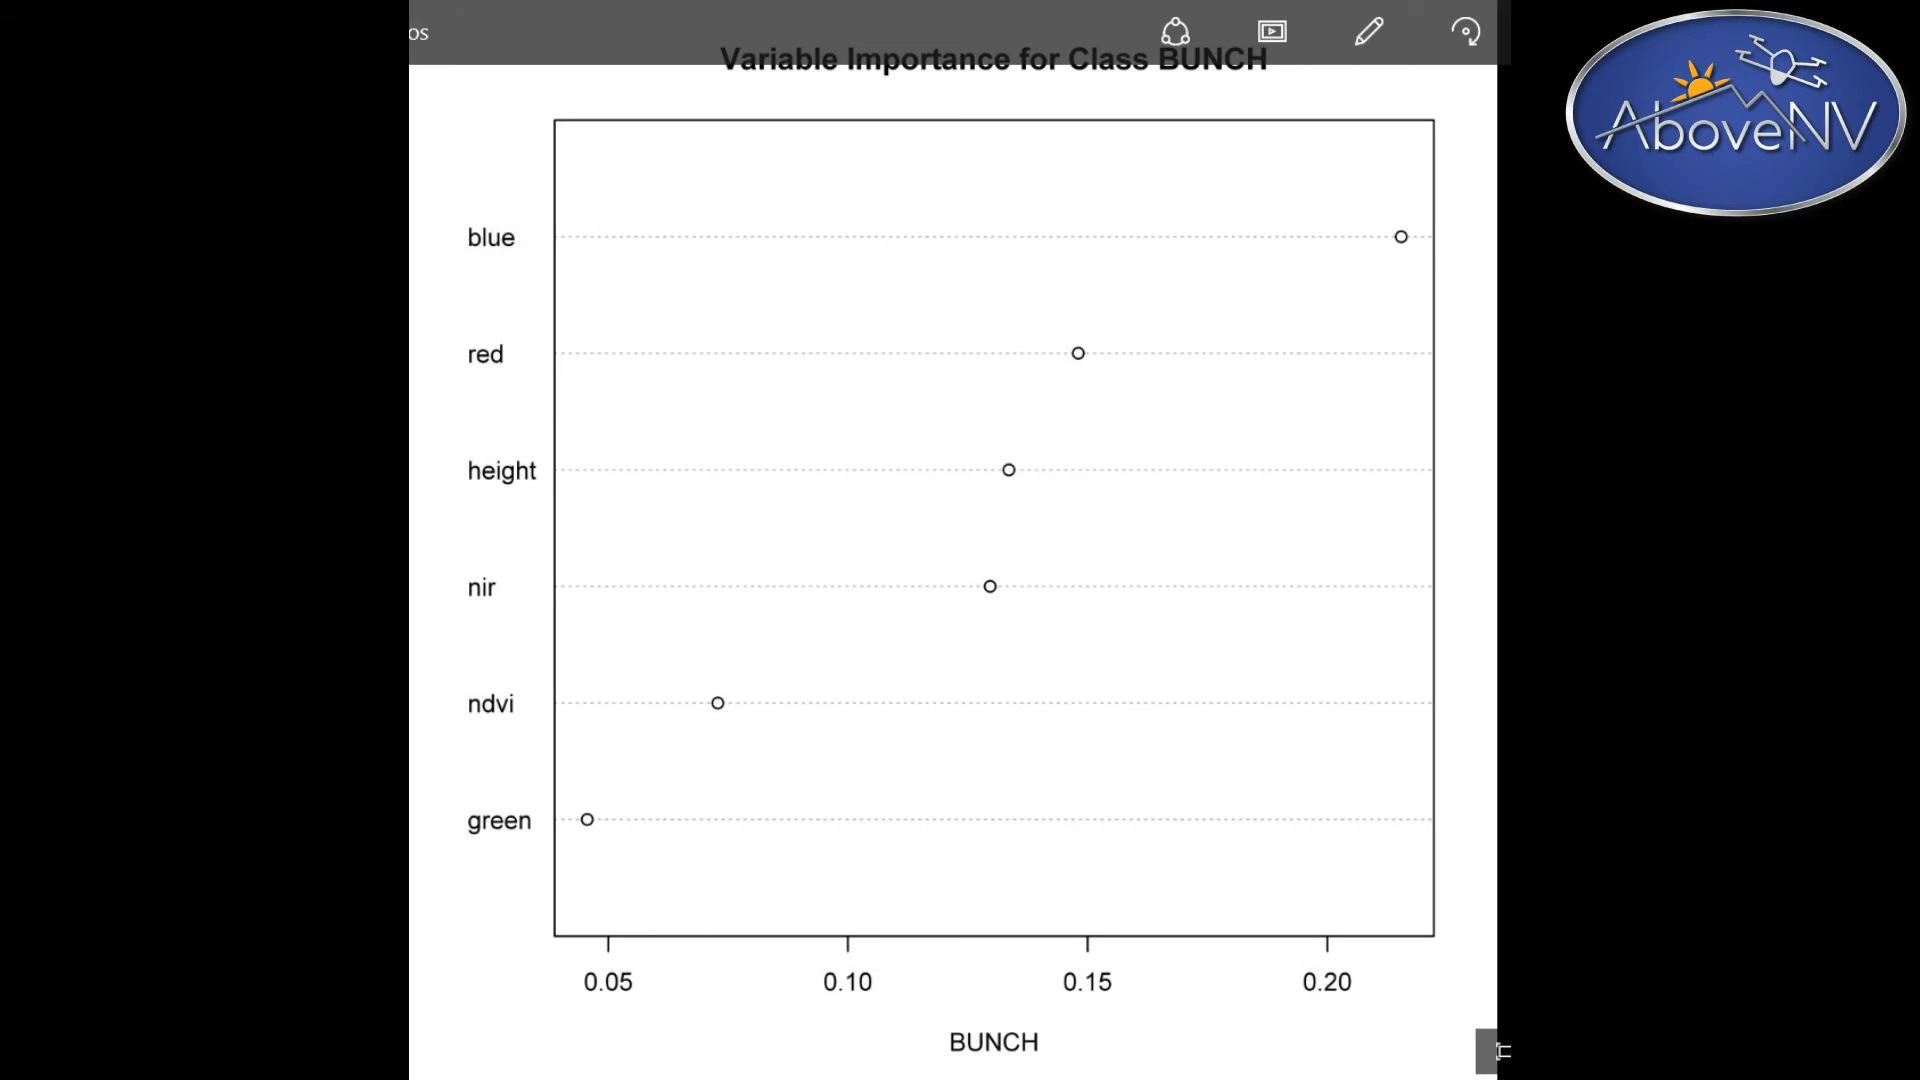 os
Variable Importance for Class BUNCH
AboveNV
blue
red
height
nir
ndvi
green
0.05 0.10 0.15 0.20
BUNCH